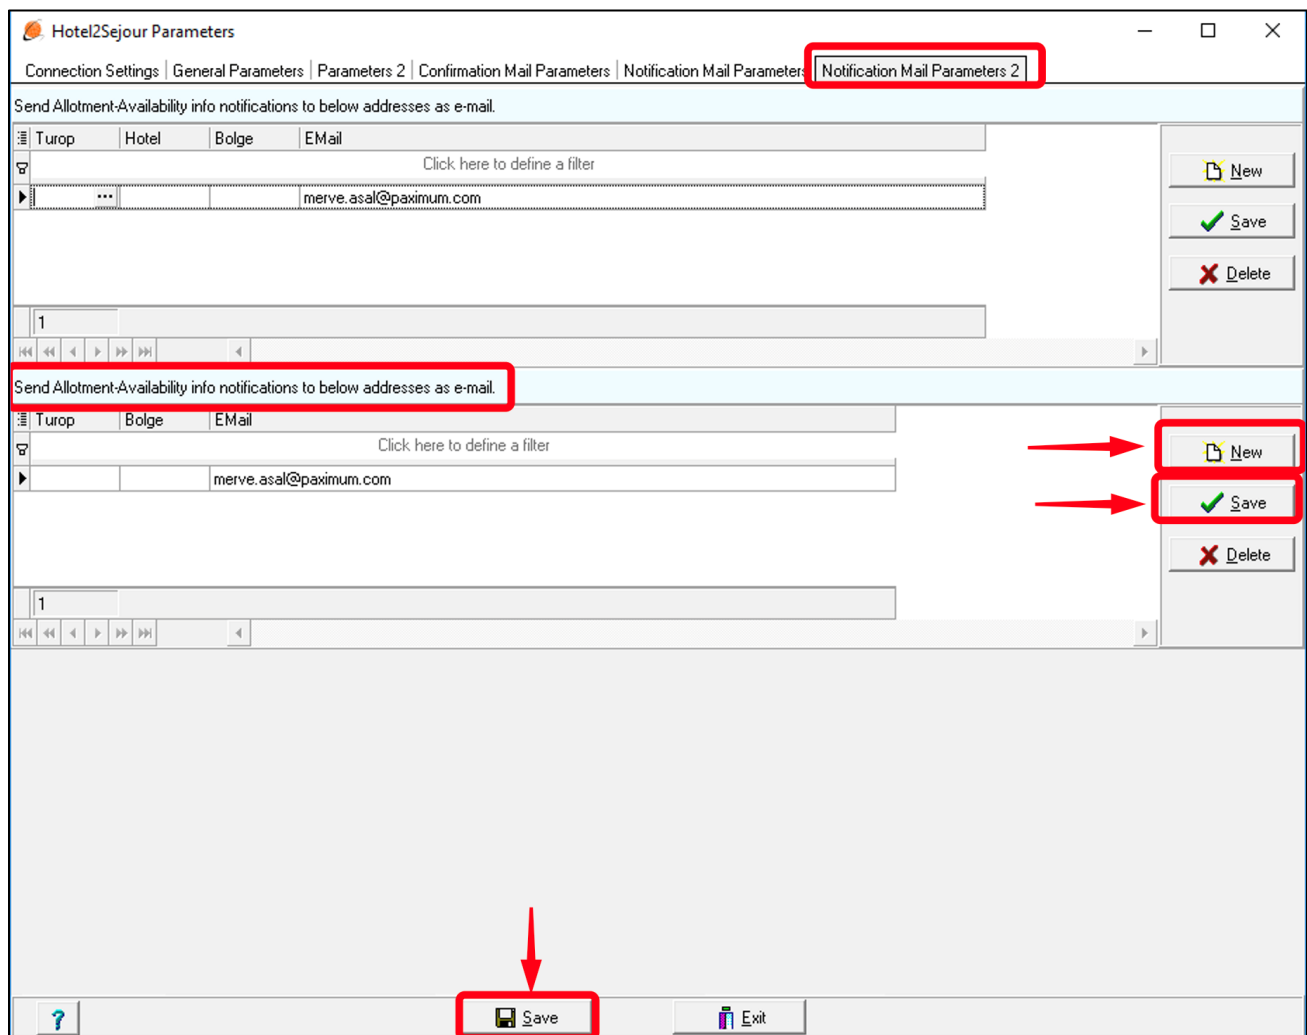 Hotel2Sejour Parameters
Connection Settings General Parameters Parameters 2 Confirmation Mail Parameters Notification Mail Parameters Notification Mail Parameters 2
Send Allotment-Availability info notifications to below addresses as e-mail.
Turop Hotel Bolge EMail
Click here to define a filter
... merve.asal@paximum.com
New
Save
Delete
1
Send Allotment-Availability info notifications to below addresses as e-mail.
Turop Bolge EMail
Click here to define a filter
merve.asal@paximum.com
New
Save
Delete
1
? Save Exit